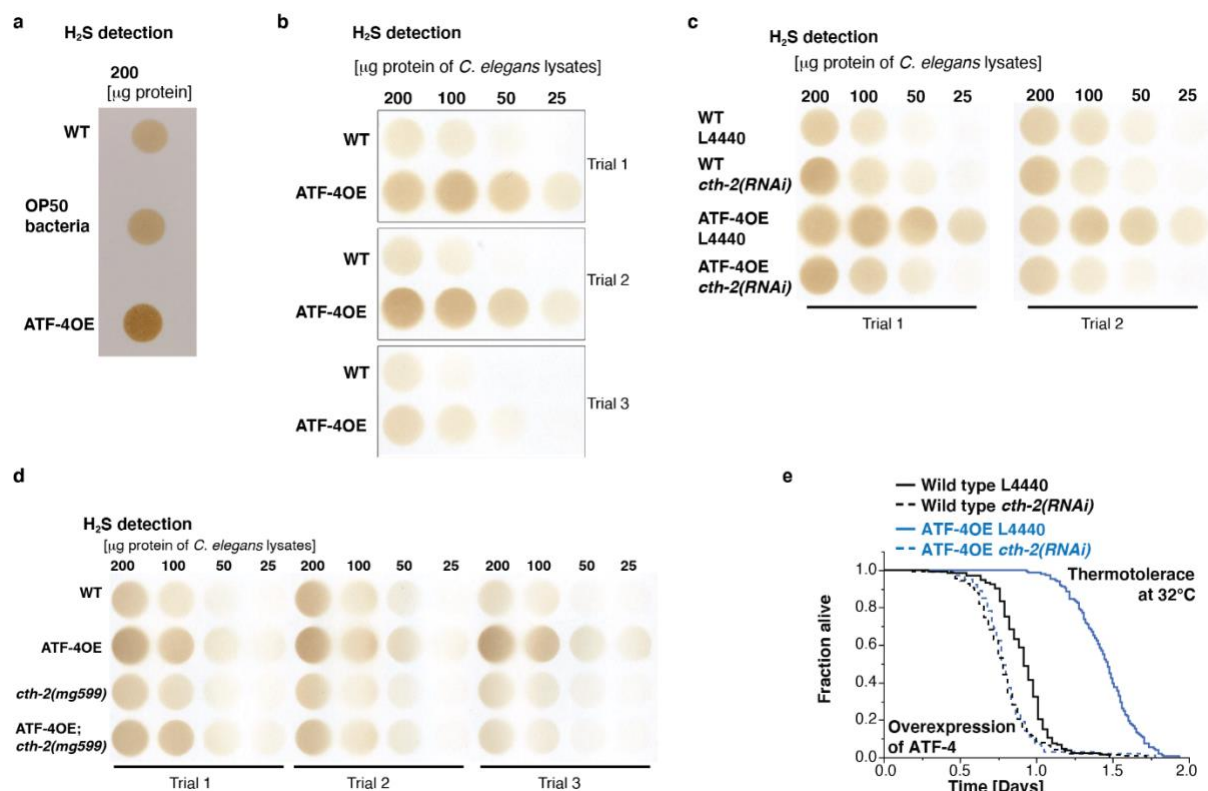 a
H₂S detection
200
[μg protein]
WT
OP50
bacteria
ATF-4OE
b
H₂S detection
[μg protein of C. elegans lysates]
200 100 50 25
WT
ATF-4OE
Trial 1
WT
ATF-4OE
Trial 2
WT
ATF-4OE
Trial 3
c
H₂S detection
[μg protein of C. elegans lysates]
200 100 50 25 200 100 50 25
WT
L4440
WT
cth-2(RNAi)
ATF-4OE
L4440
ATF-4OE
cth-2(RNAi)
Trial 1 Trial 2
d
H₂S detection
[μg protein of C. elegans lysates]
200 100 50 25 200 100 50 25 200 100 50 25
WT
ATF-4OE
cth-2(mg599)
ATF-4OE;
cth-2(mg599)
Trial 1 Trial 2 Trial 3
e
Wild type L4440
Wild type cth-2(RNAi)
ATF-4OE L4440
ATF-4OE cth-2(RNAi)
Thermotolerace
at 32°C
Fraction alive
1.0
0.8
0.6
0.4
0.2
0.0
Overexpression
of ATF-4
0.0 0.5 1.0 1.5 2.0
Time [Days]